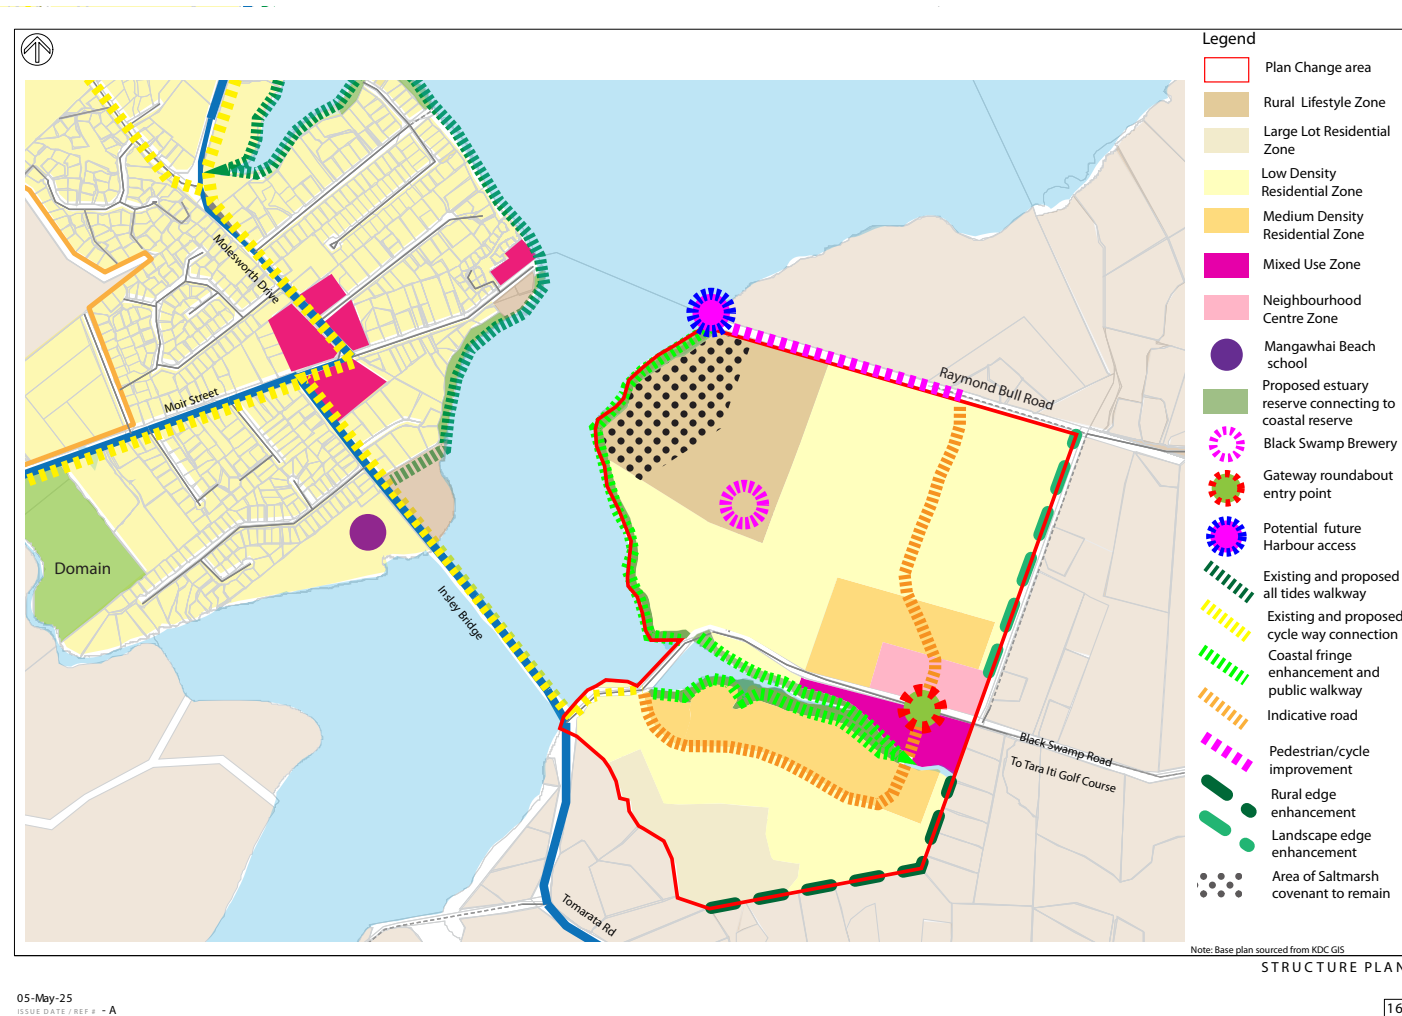 Legend
Plan Change area
Rural Lifestyle Zone
Large Lot Residential
Zone
Low Density
Residential Zone
Medium Density
Residential Zone
Mixed Use Zone
Neighbourhood
Centre Zone
Mangawhai Beach
school
Proposed estuary
reserve connecting to
coastal reserve
Black Swamp Brewery
Gateway roundabout
entry point
Potential future
Harbour access
Existing and proposed
all tides walkway
Existing and proposed
cycle way connection
Coastal fringe
enhancement and
public walkway
Indicative road
Pedestrian/cycle
improvement
Rural edge
enhancement
Landscape edge
enhancement
Area of Saltmarsh
covenant to remain
Molesworth Drive
Moir Street
Raymond Bull Road
Domain
Insley Bridge
Black Swamp Road
To Tara Iti Golf Course
Tomarata Rd
Note: Base plan sourced from KDC GIS
STRUCTURE PLAN
05-May-25
ISSUE DATE / REF # - A
16